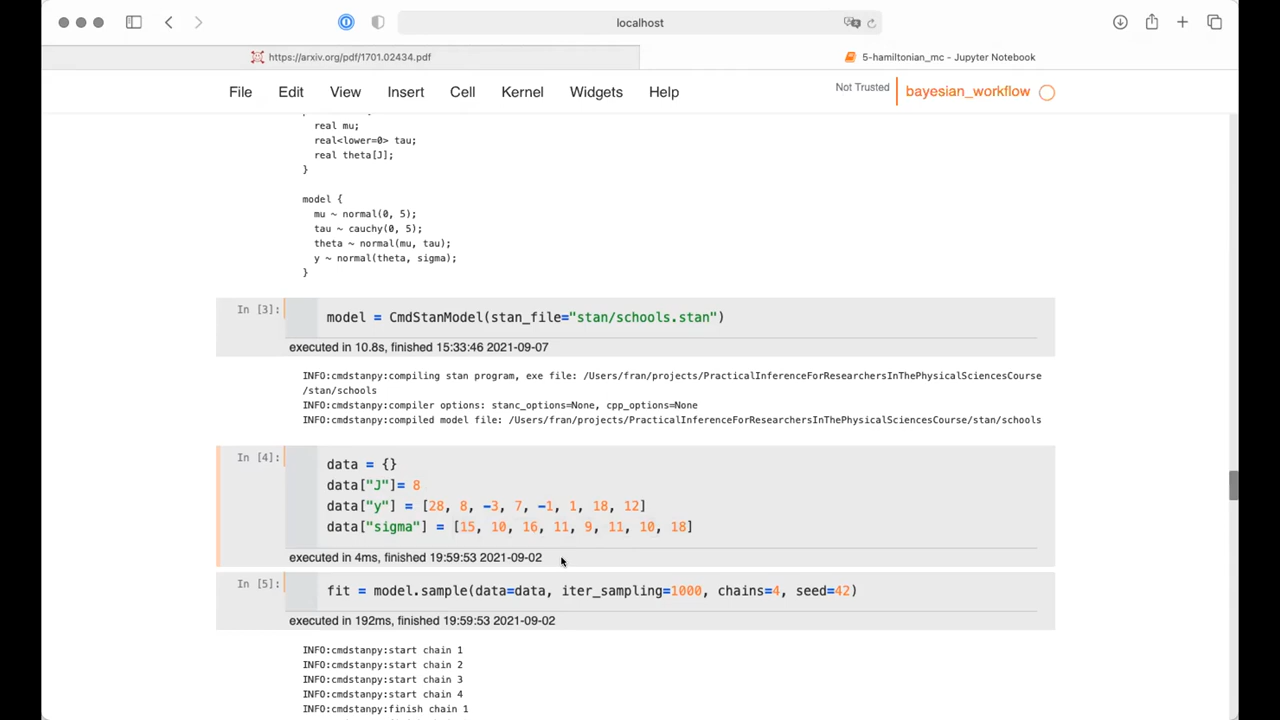 localhost
https://arxiv.org/pdf/1701.02434.pdf
5-hamiltonian_mc - Jupyter Notebook
File Edit View Insert Cell Kernel Widgets Help
Not Trusted
bayesian_workflow
real mu;
real<lower=0> tau;
real theta[J];
}
model {
mu ~ normal(0, 5);
tau ~ cauchy(0, 5);
theta ~ normal(mu, tau);
y ~ normal(theta, sigma);
}
In [3]:
model = CmdStanModel(stan_file="stan/schools.stan")
executed in 10.8s, finished 15:33:46 2021-09-07
INFO:cmdstanpy:compiling stan program, exe file: /Users/fran/projects/PracticalInferenceForResearchersInThePhysicalSciencesCourse
/stan/schools
INFO:cmdstanpy:compiler options: stanc_options=None, cpp_options=None
INFO:cmdstanpy:compiled model file: /Users/fran/projects/PracticalInferenceForResearchersInThePhysicalSciencesCourse/stan/schools
In [4]:
data = {}
data["J"]= 8
data["y"] = [28, 8, -3, 7, -1, 1, 18, 12]
data["sigma"] = [15, 10, 16, 11, 9, 11, 10, 18]
executed in 4ms, finished 19:59:53 2021-09-02
In [5]:
fit = model.sample(data=data, iter_sampling=1000, chains=4, seed=42)
executed in 192ms, finished 19:59:53 2021-09-02
INFO:cmdstanpy:start chain 1
INFO:cmdstanpy:start chain 2
INFO:cmdstanpy:start chain 3
INFO:cmdstanpy:start chain 4
INFO:cmdstanpy:finish chain 1